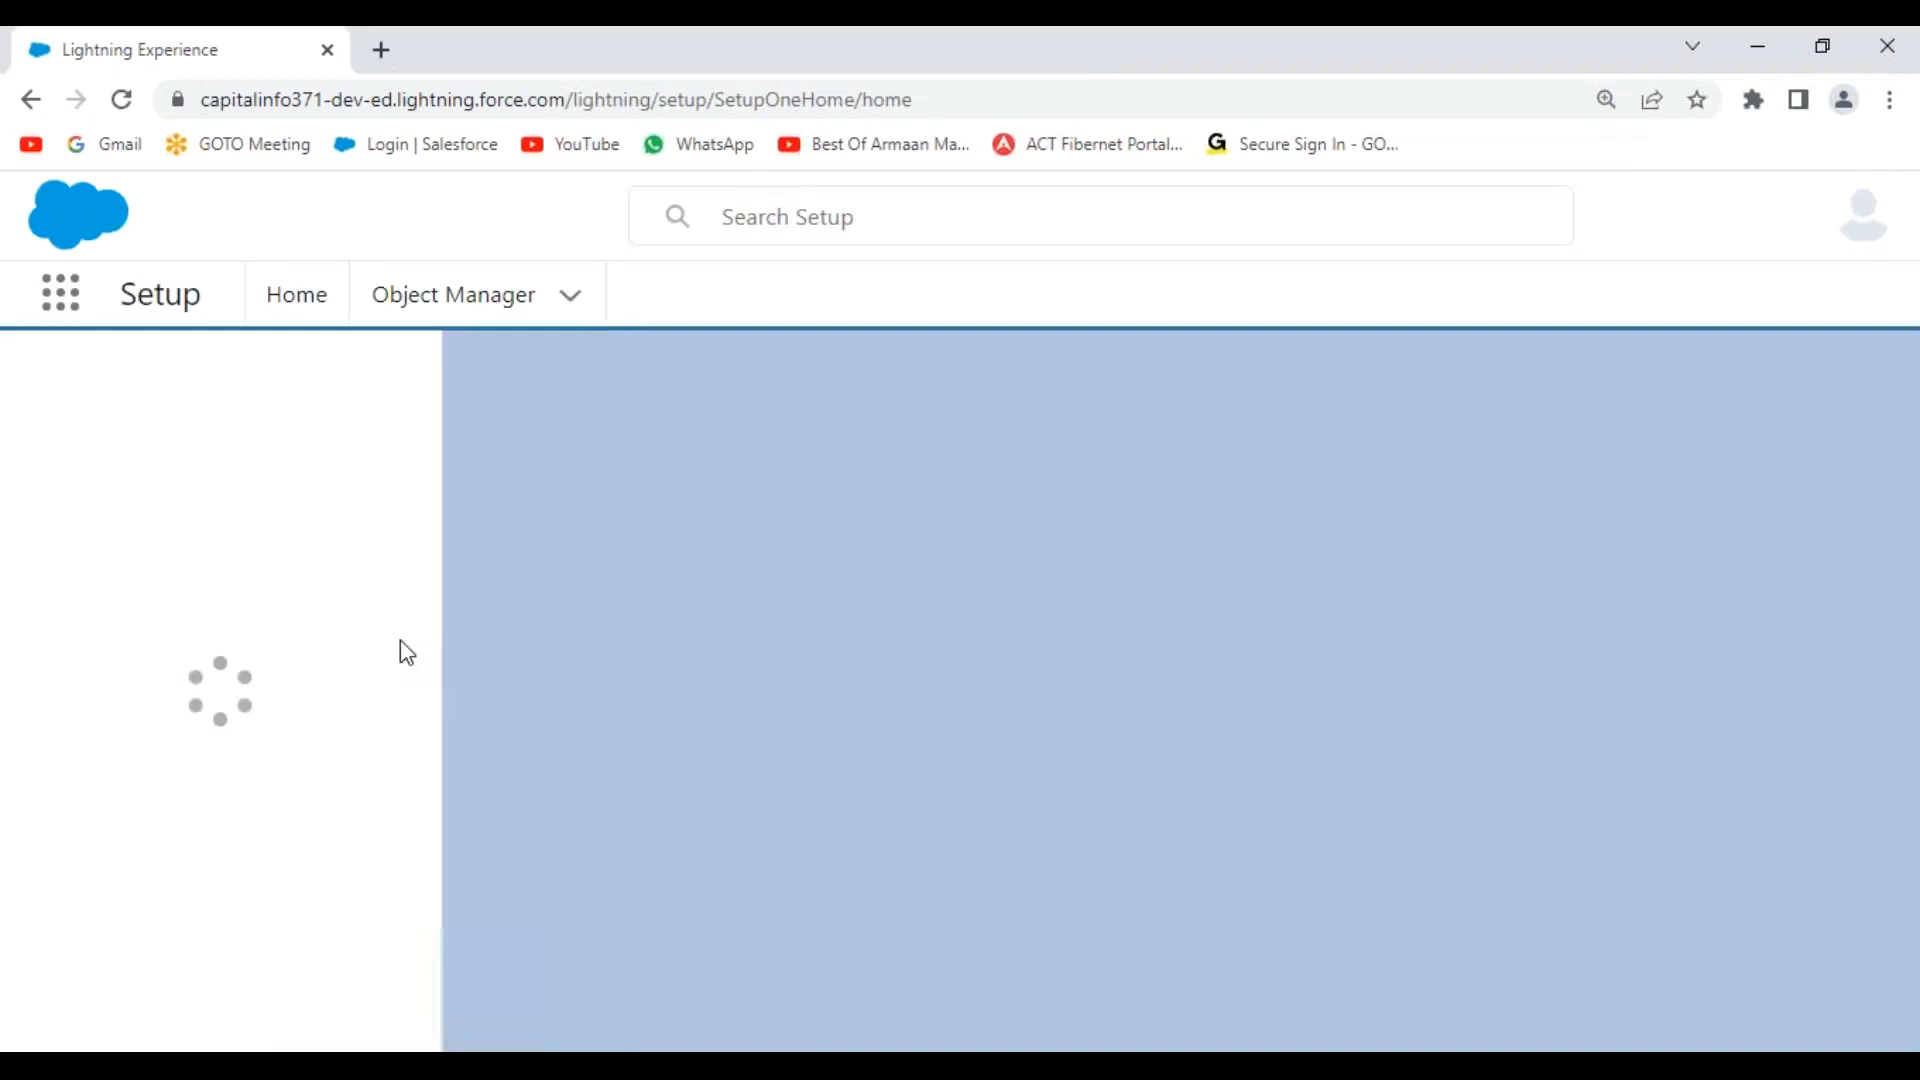 Lightning Experience
capitalinfo371-dev-ed.lightning.force.com/lightning/setup/SetupOneHome/home
Gmail GOTO Meeting Login | Salesforce YouTube WhatsApp Best Of Armaan Ma... ACT Fibernet Portal... Secure Sign In - GO...
Search Setup
Setup Home Object Manager